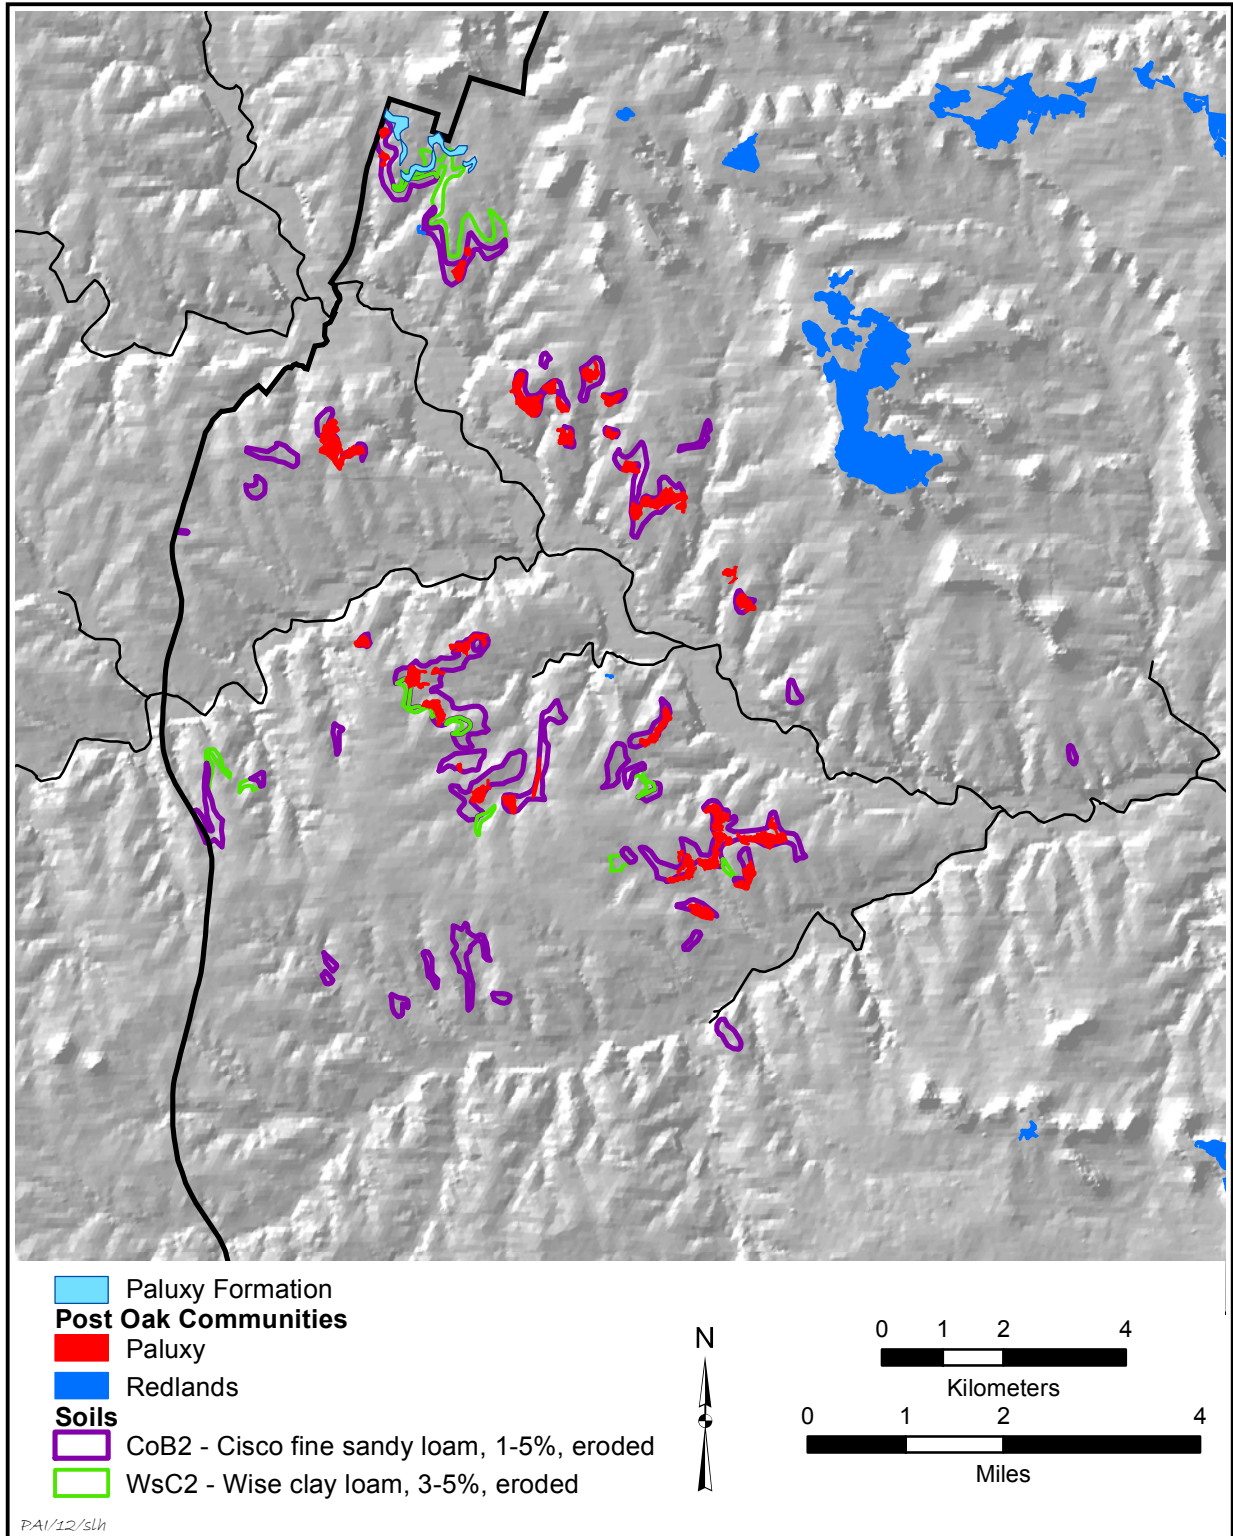 Paluxy Formation
Post Oak Communities
Paluxy
Redlands
Soils
CoB2 - Cisco fine sandy loam, 1-5%, eroded
WsC2 - Wise clay loam, 3-5%, eroded
N
0 1 2 4
Kilometers
0 1 2 4
Miles
PAI/12/slh